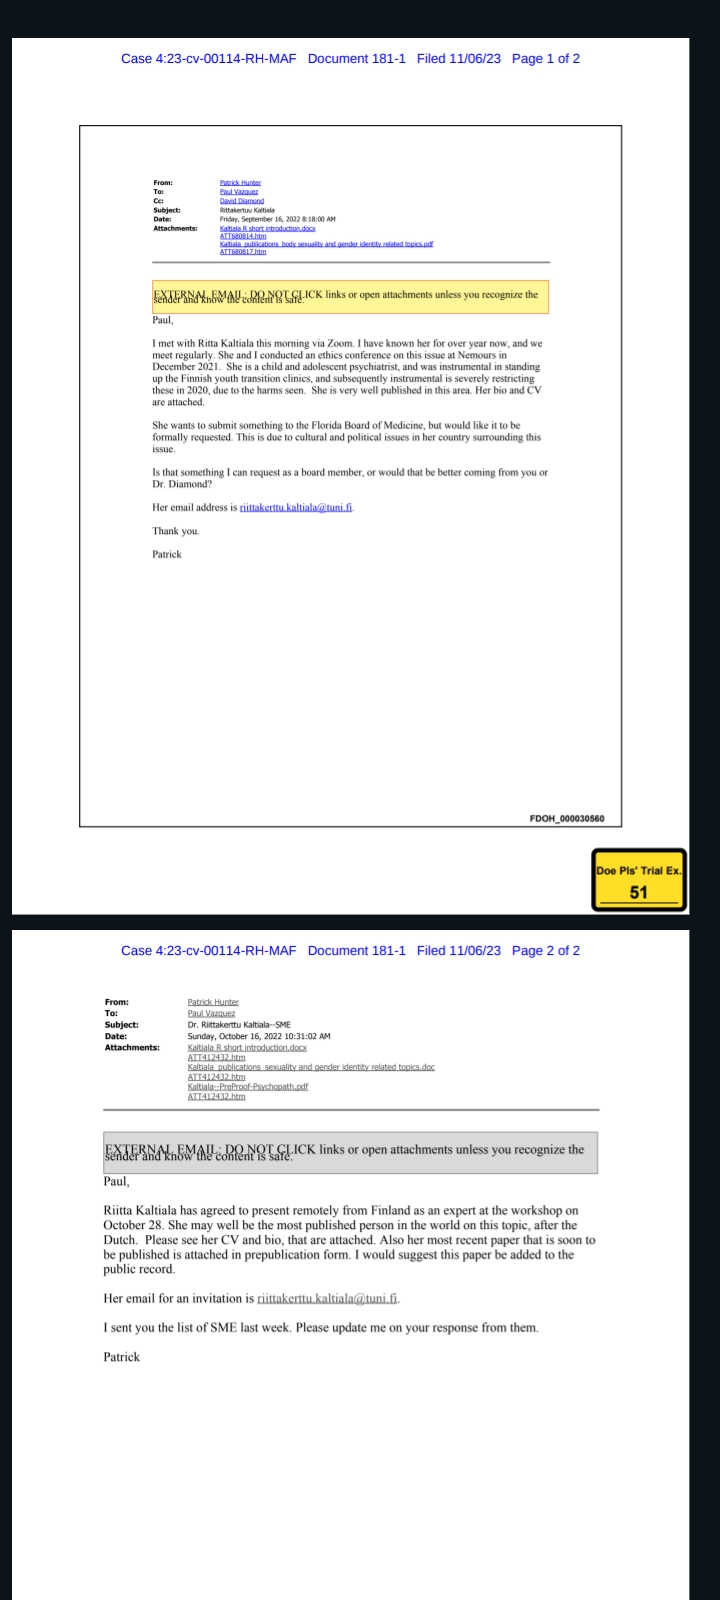 Case 4:23-cv-00114-RH-MAF Document 181-1 Filed 11/06/23 Page 1 of 2
From: Patrick Hunter
To: Paul Vazquez
Cc: David Diamond
Subject: Rittakertuu Kaltiala
Date: Friday, September 16, 2022 8:18:00 AM
Attachments: Kaltiala R short introduction.docx
ATT680814.htm
Kaltiala_publications_body sexuality and gender identity related topics.pdf
ATT680817.htm
EXTERNAL EMAIL: DO NOT CLICK links or open attachments unless you recognize the
sender and know the content is safe.
Paul,
I met with Ritta Kaltiala this morning via Zoom. I have known her for over year now, and we
meet regularly. She and I conducted an ethics conference on this issue at Nemours in
December 2021. She is a child and adolescent psychiatrist, and was instrumental in standing
up the Finnish youth transition clinics, and subsequently instrumental is severely restricting
these in 2020, due to the harms seen. She is very well published in this area. Her bio and CV
are attached.
She wants to submit something to the Florida Board of Medicine, but would like it to be
formally requested. This is due to cultural and political issues in her country surrounding this
issue.
Is that something I can request as a board member, or would that be better coming from you or
Dr. Diamond?
Her email address is riittakerttu.kaltiala@tuni.fi.
Thank you.
Patrick
FDOH_000030560
Doe Pls' Trial Ex.
51
Case 4:23-cv-00114-RH-MAF Document 181-1 Filed 11/06/23 Page 2 of 2
From: Patrick Hunter
To: Paul Vazquez
Subject: Dr. Riittakerttu Kaltiala--SME
Date: Sunday, October 16, 2022 10:31:02 AM
Attachments: Kaltiala R short introduction.docx
ATT412432.htm
Kaltiala_publications_sexuality and gender identity related topics.doc
ATT412432.htm
Kaltiala--PreProof-Psychopath.pdf
ATT412432.htm
EXTERNAL EMAIL: DO NOT CLICK links or open attachments unless you recognize the
sender and know the content is safe.
Paul,
Riitta Kaltiala has agreed to present remotely from Finland as an expert at the workshop on
October 28. She may well be the most published person in the world on this topic, after the
Dutch. Please see her CV and bio, that are attached. Also her most recent paper that is soon to
be published is attached in prepublication form. I would suggest this paper be added to the
public record.
Her email for an invitation is riittakerttu.kaltiala@tuni.fi.
I sent you the list of SME last week. Please update me on your response from them.
Patrick